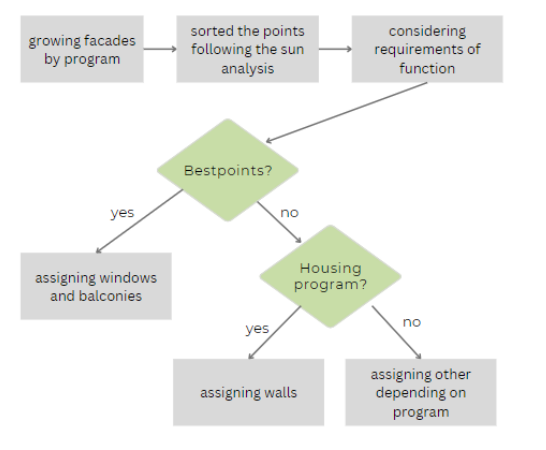 growing facades
by program
sorted the points
following the sun
analysis
considering
requirements of
function
Bestpoints?
yes
no
assigning windows
and balconies
Housing
program?
yes
no
assigning walls
assigning other
depending on
program